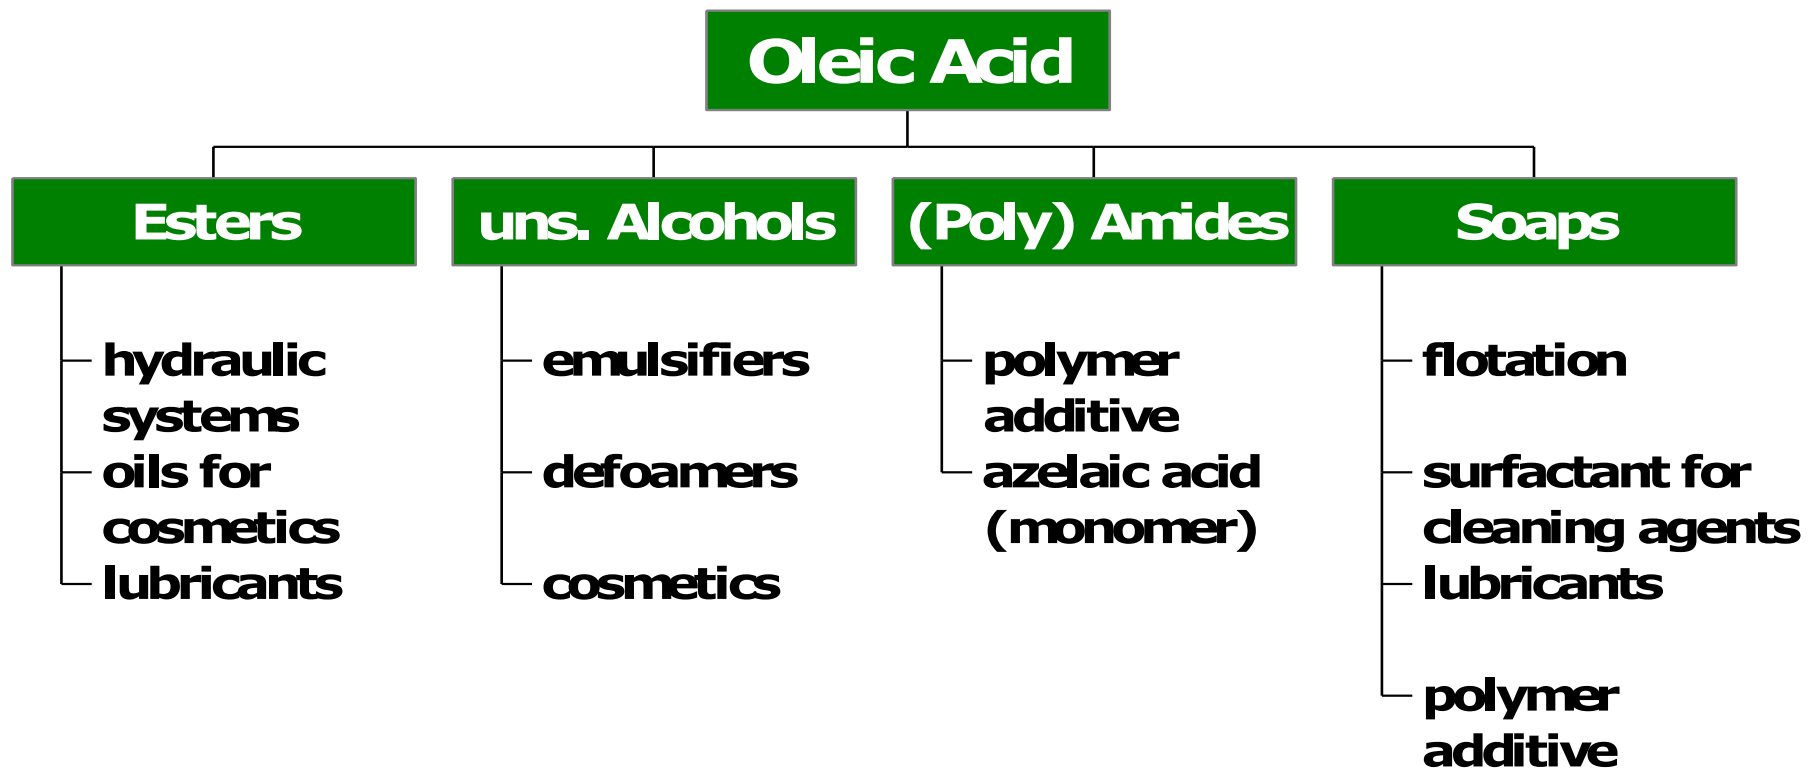 Oleic Acid
Esters
uns. Alcohols
(Poly) Amides
Soaps
hydraulic
systems
oils for
cosmetics
lubricants
emulsifiers
defoamers
cosmetics
polymer
additive
azelaic acid
(monomer)
flotation
surfactant for
cleaning agents
lubricants
polymer
additive